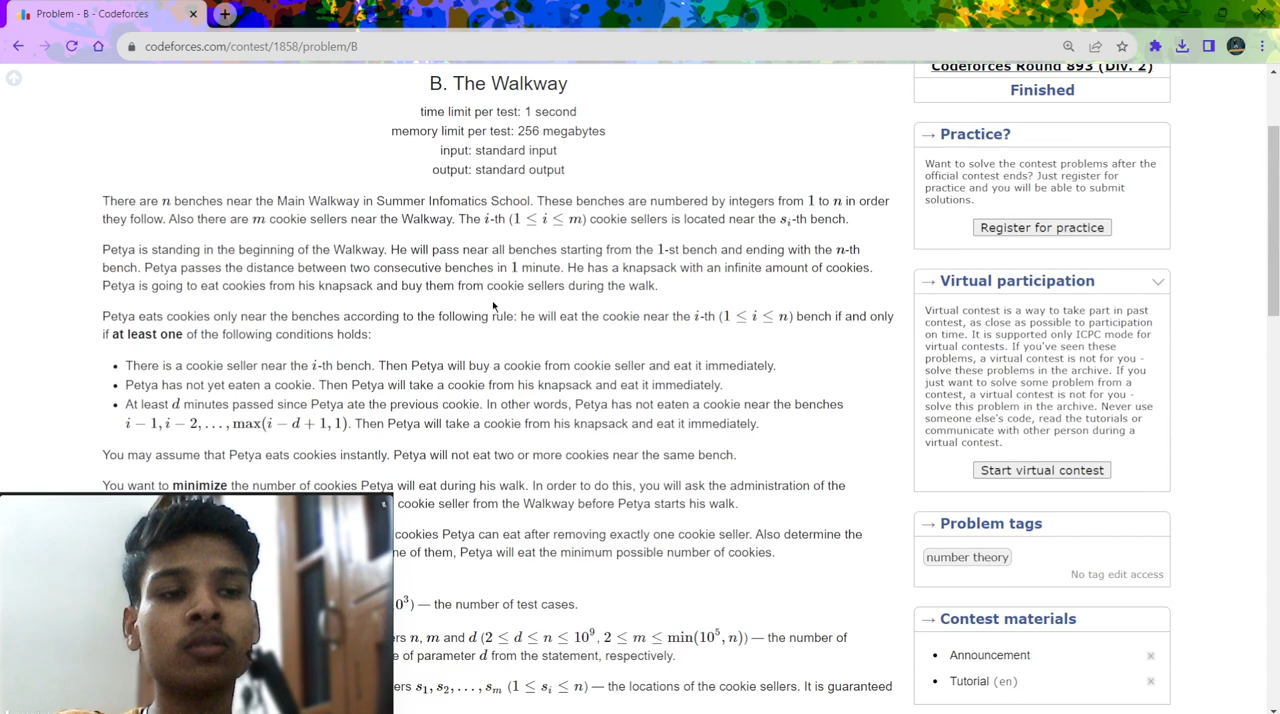 Problem - B - Codeforces
codeforces.com/contest/1858/problem/B
B. The Walkway
time limit per test: 1 second
memory limit per test: 256 megabytes
input: standard input
output: standard output
There are n benches near the Main Walkway in Summer Infomatics School. These benches are numbered by integers from 1 to n in order
they follow. Also there are m cookie sellers near the Walkway. The i-th (1 ≤ i ≤ m) cookie sellers is located near the s_i-th bench.
Petya is standing in the beginning of the Walkway. He will pass near all benches starting from the 1-st bench and ending with the n-th
bench. Petya passes the distance between two consecutive benches in 1 minute. He has a knapsack with an infinite amount of cookies.
Petya is going to eat cookies from his knapsack and buy them from cookie sellers during the walk.
Petya eats cookies only near the benches according to the following rule: he will eat the cookie near the i-th (1 ≤ i ≤ n) bench if and only
if at least one of the following conditions holds:
• There is a cookie seller near the i-th bench. Then Petya will buy a cookie from cookie seller and eat it immediately.
• Petya has not yet eaten a cookie. Then Petya will take a cookie from his knapsack and eat it immediately.
• At least d minutes passed since Petya ate the previous cookie. In other words, Petya has not eaten a cookie near the benches
i − 1, i − 2, . . . , max(i − d + 1, 1). Then Petya will take a cookie from his knapsack and eat it immediately.
You may assume that Petya eats cookies instantly. Petya will not eat two or more cookies near the same bench.
You want to minimize the number of cookies Petya will eat during his walk. In order to do this, you will ask the administration of the
cookie seller from the Walkway before Petya starts his walk.
cookies Petya can eat after removing exactly one cookie seller. Also determine the
ne of them, Petya will eat the minimum possible number of cookies.
0^3) — the number of test cases.
ers n, m and d (2 ≤ d ≤ n ≤ 10^9, 2 ≤ m ≤ min(10^5, n)) — the number of
e of parameter d from the statement, respectively.
ers s_1, s_2, . . . , s_m (1 ≤ s_i ≤ n) — the locations of the cookie sellers. It is guaranteed
Codeforces Round 893 (Div. 2)
Finished
→ Practice?
Want to solve the contest problems after the
official contest ends? Just register for
practice and you will be able to submit
solutions.
Register for practice
→ Virtual participation
Virtual contest is a way to take part in past
contest, as close as possible to participation
on time. It is supported only ICPC mode for
virtual contests. If you've seen these
problems, a virtual contest is not for you -
solve these problems in the archive. If you
just want to solve some problem from a
contest, a virtual contest is not for you -
solve this problem in the archive. Never use
someone else's code, read the tutorials or
communicate with other person during a
virtual contest.
Start virtual contest
→ Problem tags
number theory
No tag edit access
→ Contest materials
• Announcement
• Tutorial (en)